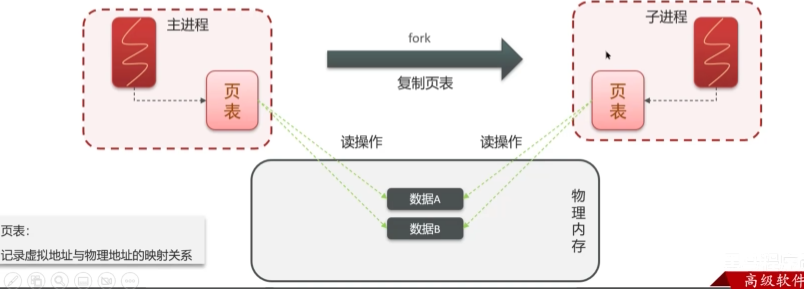 主进程
子进程
fork
复制页表
页
表
页
表
读操作
读操作
数据A
数据B
物
理
内
存
页表：
记录虚拟地址与物理地址的映射关系
高级软件